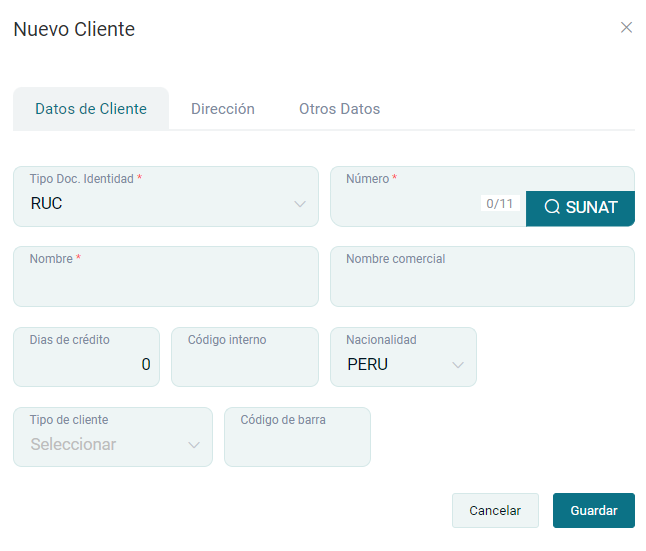 Nuevo Cliente
Datos de Cliente
Dirección
Otros Datos
Tipo Doc. Identidad *
RUC
Número *
0/11
SUNAT
Nombre *
Nombre comercial
Dias de crédito
0
Código interno
Nacionalidad
PERU
Tipo de cliente
Seleccionar
Código de barra
Cancelar
Guardar